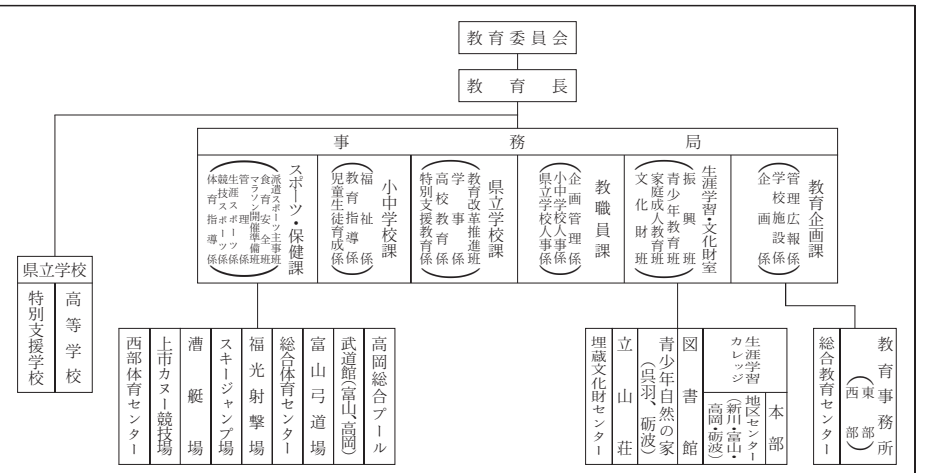 教育委員会
教育長
事務局
教育企画課
管理広報係
学校施設係
企画係
生涯学習・文化財室
振興班
青少年教育班
家庭成人教育班
文化財班
教職員課
企画管理係
小中学校人事係
県立学校人事係
県立学校課
教育改革推進班
学事係
高校教育係
特別支援教育係
小中学校課
福祉係
教育指導係
児童生徒育成係
スポーツ・保健課
派遣スポーツ主事班
食育安全班
マラソン開催準備班
管理係
生涯スポーツ係
競技スポーツ係
体育指導係
県立学校
高等学校
特別支援学校
教育事務所
(東部
西部)
総合教育センター
生涯学習
カレッジ
本部
地区センター
(新川・富山・
高岡・砺波)
図書館
青少年自然の家
(呉羽、砺波)
立山荘
埋蔵文化財センター
高岡総合プール
武道館(富山、高岡)
富山弓道場
総合体育センター
福光射撃場
スキージャンプ場
漕艇場
上市カヌー競技場
西部体育センター